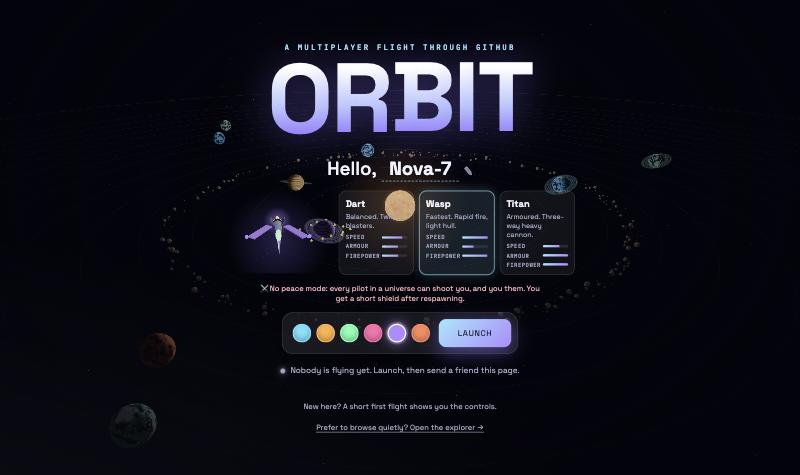 A MULTIPLAYER FLIGHT THROUGH GITHUB
ORBIT
Hello, Nova-7
Dart
Balanced.
blasters.
SPEED
ARMOUR
FIREPOWER
Wasp
Fastest. Rapid fire,
light hull.
SPEED
ARMOUR
FIREPOWER
Titan
Armoured. Three-
way heavy
cannon.
SPEED
ARMOUR
FIREPOWER
No peace mode: every pilot in a universe can shoot you, and you them. You
get a short shield after respawning.
LAUNCH
Nobody is flying yet. Launch, then send a friend this page.
New here? A short first flight shows you the controls.
Prefer to browse quietly? Open the explorer →